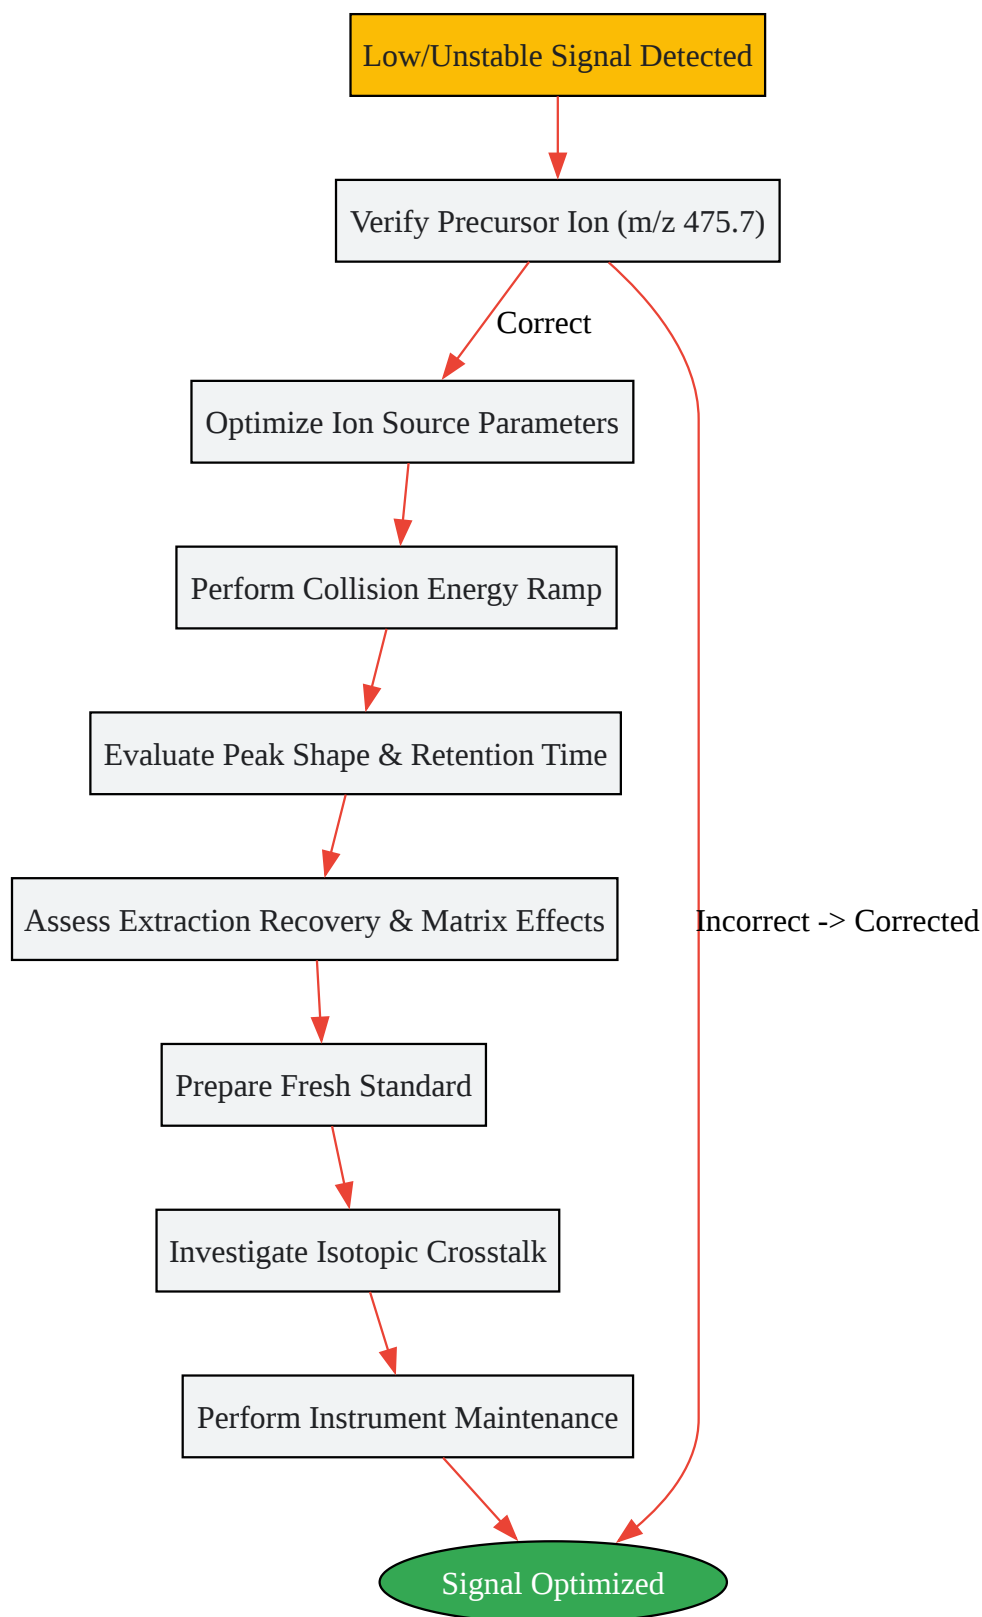 Low/Unstable Signal Detected
Verify Precursor Ion (m/z 475.7)
Correct
Optimize Ion Source Parameters
Perform Collision Energy Ramp
Evaluate Peak Shape & Retention Time
Assess Extraction Recovery & Matrix Effects
Incorrect -> Corrected
Prepare Fresh Standard
Investigate Isotopic Crosstalk
Perform Instrument Maintenance
Signal Optimized